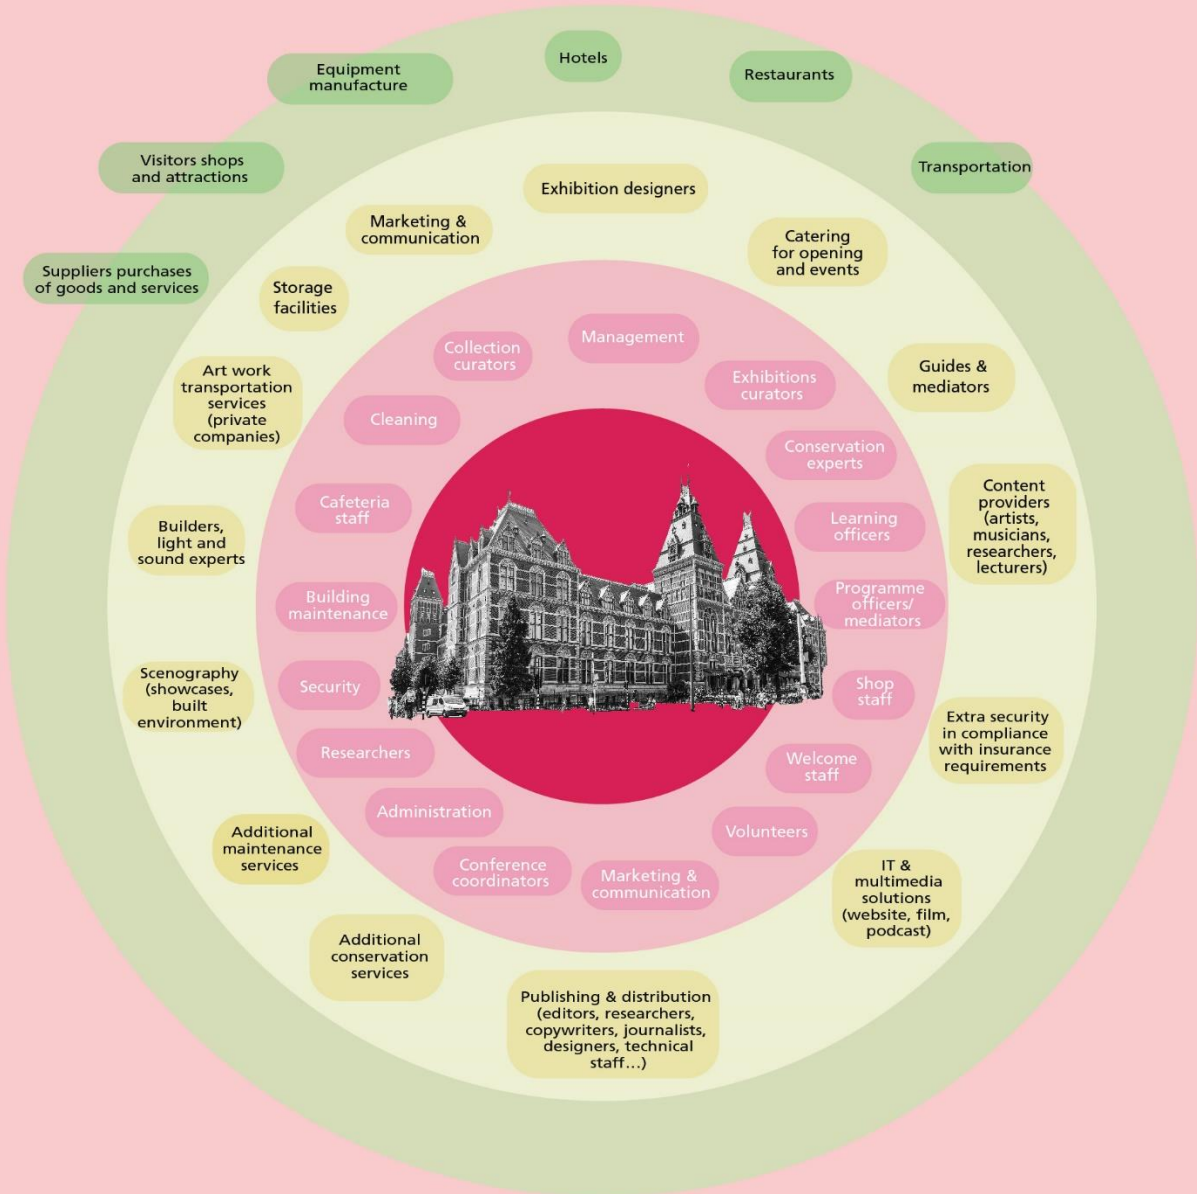 Hotels
Equipment
manufacture
Restaurants
Visitors shops
and attractions
Transportation
Suppliers purchases
of goods and services
Exhibition designers
Marketing &
communication
Catering
for opening
and events
Storage
facilities
Guides &
mediators
Art work
transportation
services
(private
companies)
Content
providers
(artists,
musicians,
researchers,
lecturers)
Builders,
light and
sound experts
Scenography
(showcases,
built
environment)
Extra security
in compliance
with insurance
requirements
Additional
maintenance
services
IT &
multimedia
solutions
(website, film,
podcast)
Additional
conservation
services
Publishing & distribution
(editors, researchers,
copywriters, journalists,
designers, technical
staff...)
Management
Collection
curators
Exhibitions
curators
Cleaning
Conservation
experts
Cafeteria
staff
Learning
officers
Building
maintenance
Programme
officers/
mediators
Security
Shop
staff
Researchers
Welcome
staff
Administration
Volunteers
Conference
coordinators
Marketing &
communication